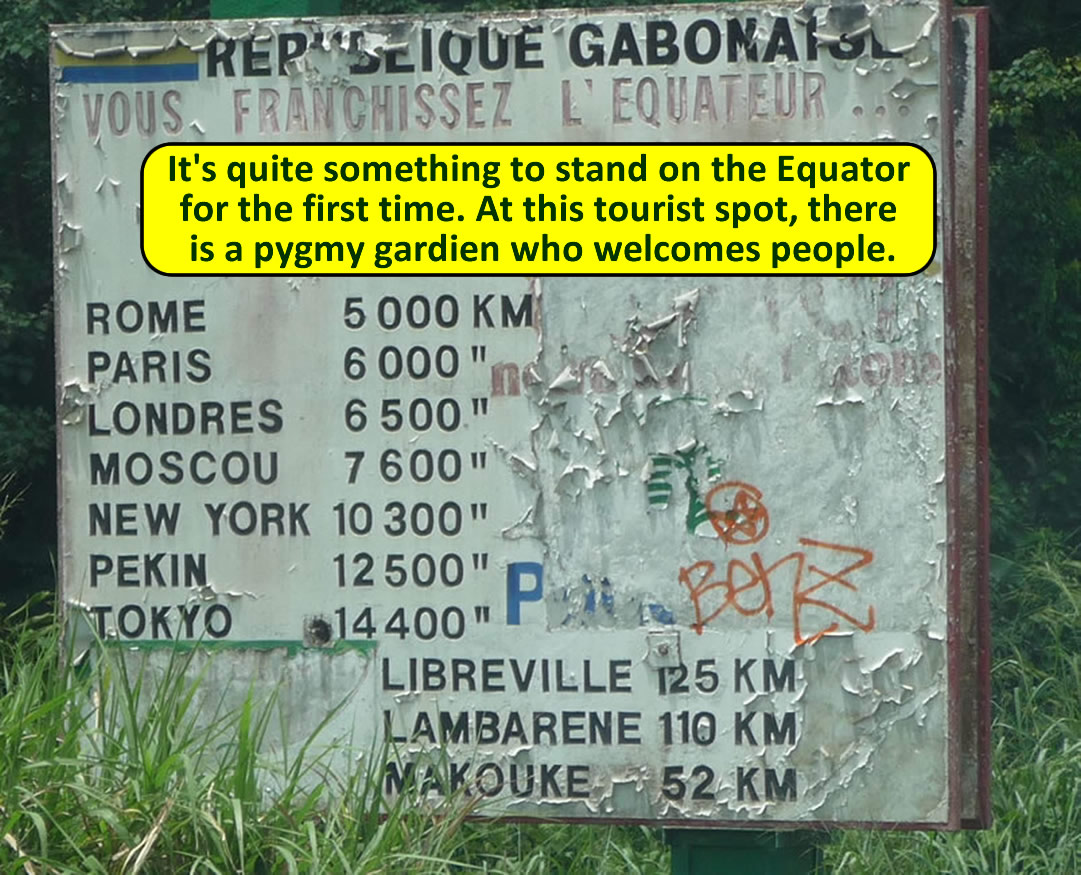 REPUBLIQUE GABONAISE
VOUS FRANCHISSEZ L'EQUATEUR...
It's quite something to stand on the Equator
for the first time. At this tourist spot, there
is a pygmy gardien who welcomes people.
ROME 5 000 KM
PARIS 6 000 "
LONDRES 6 500 "
MOSCOU 7 600 "
NEW YORK 10 300 "
PEKIN 12 500 "
TOKYO 14 400 "
BENZ
LIBREVILLE 125 KM
LAMBARENE 110 KM
MAKOUKE 52 KM